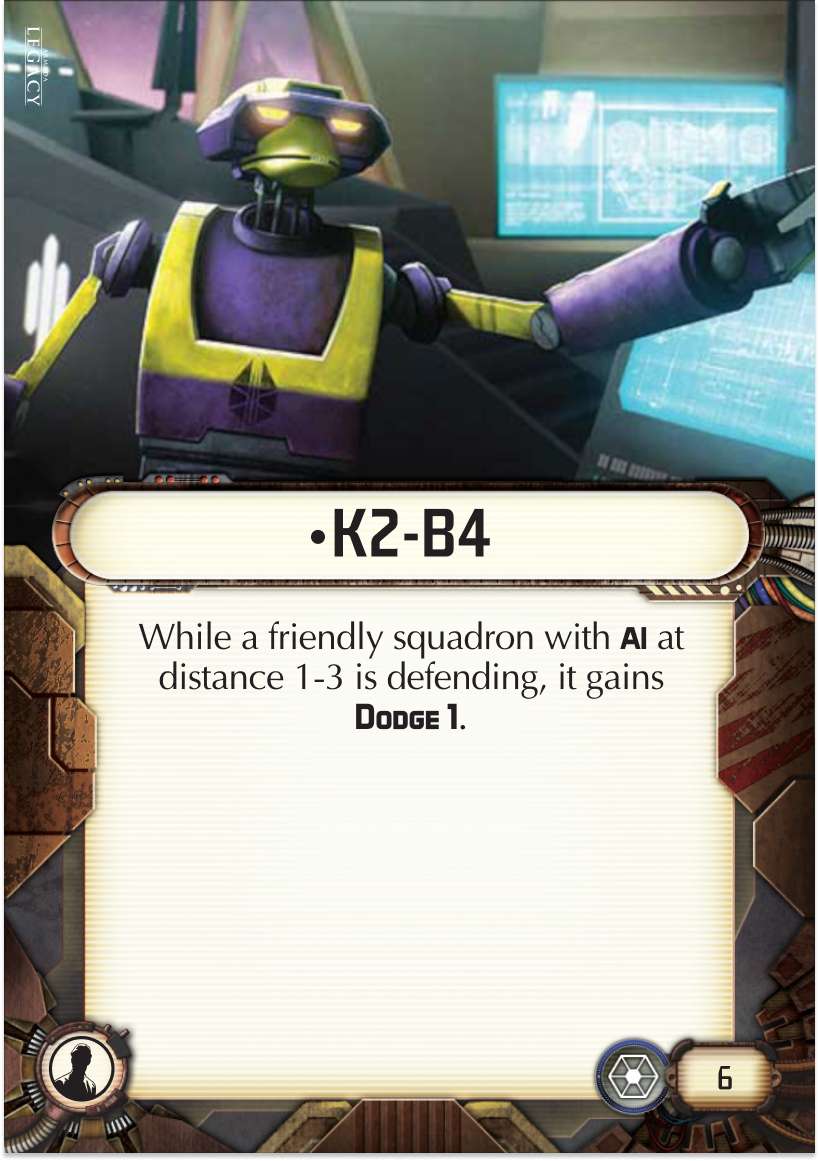 ARMADA
LEGACY
•K2-B4
While a friendly squadron with AI at
distance 1-3 is defending, it gains
DODGE 1.
6